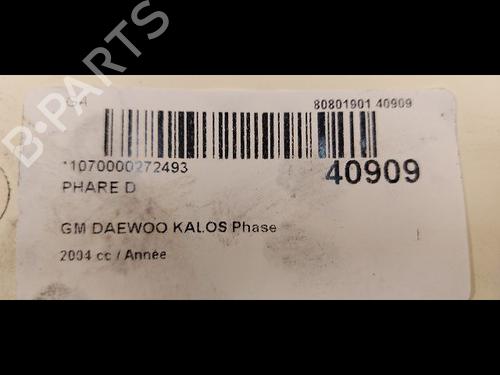 80801901 40909
11070000272493
40909
PHARE D
GM DAEWOO KALOS Phase
2004 cc / Année
B-PARTS